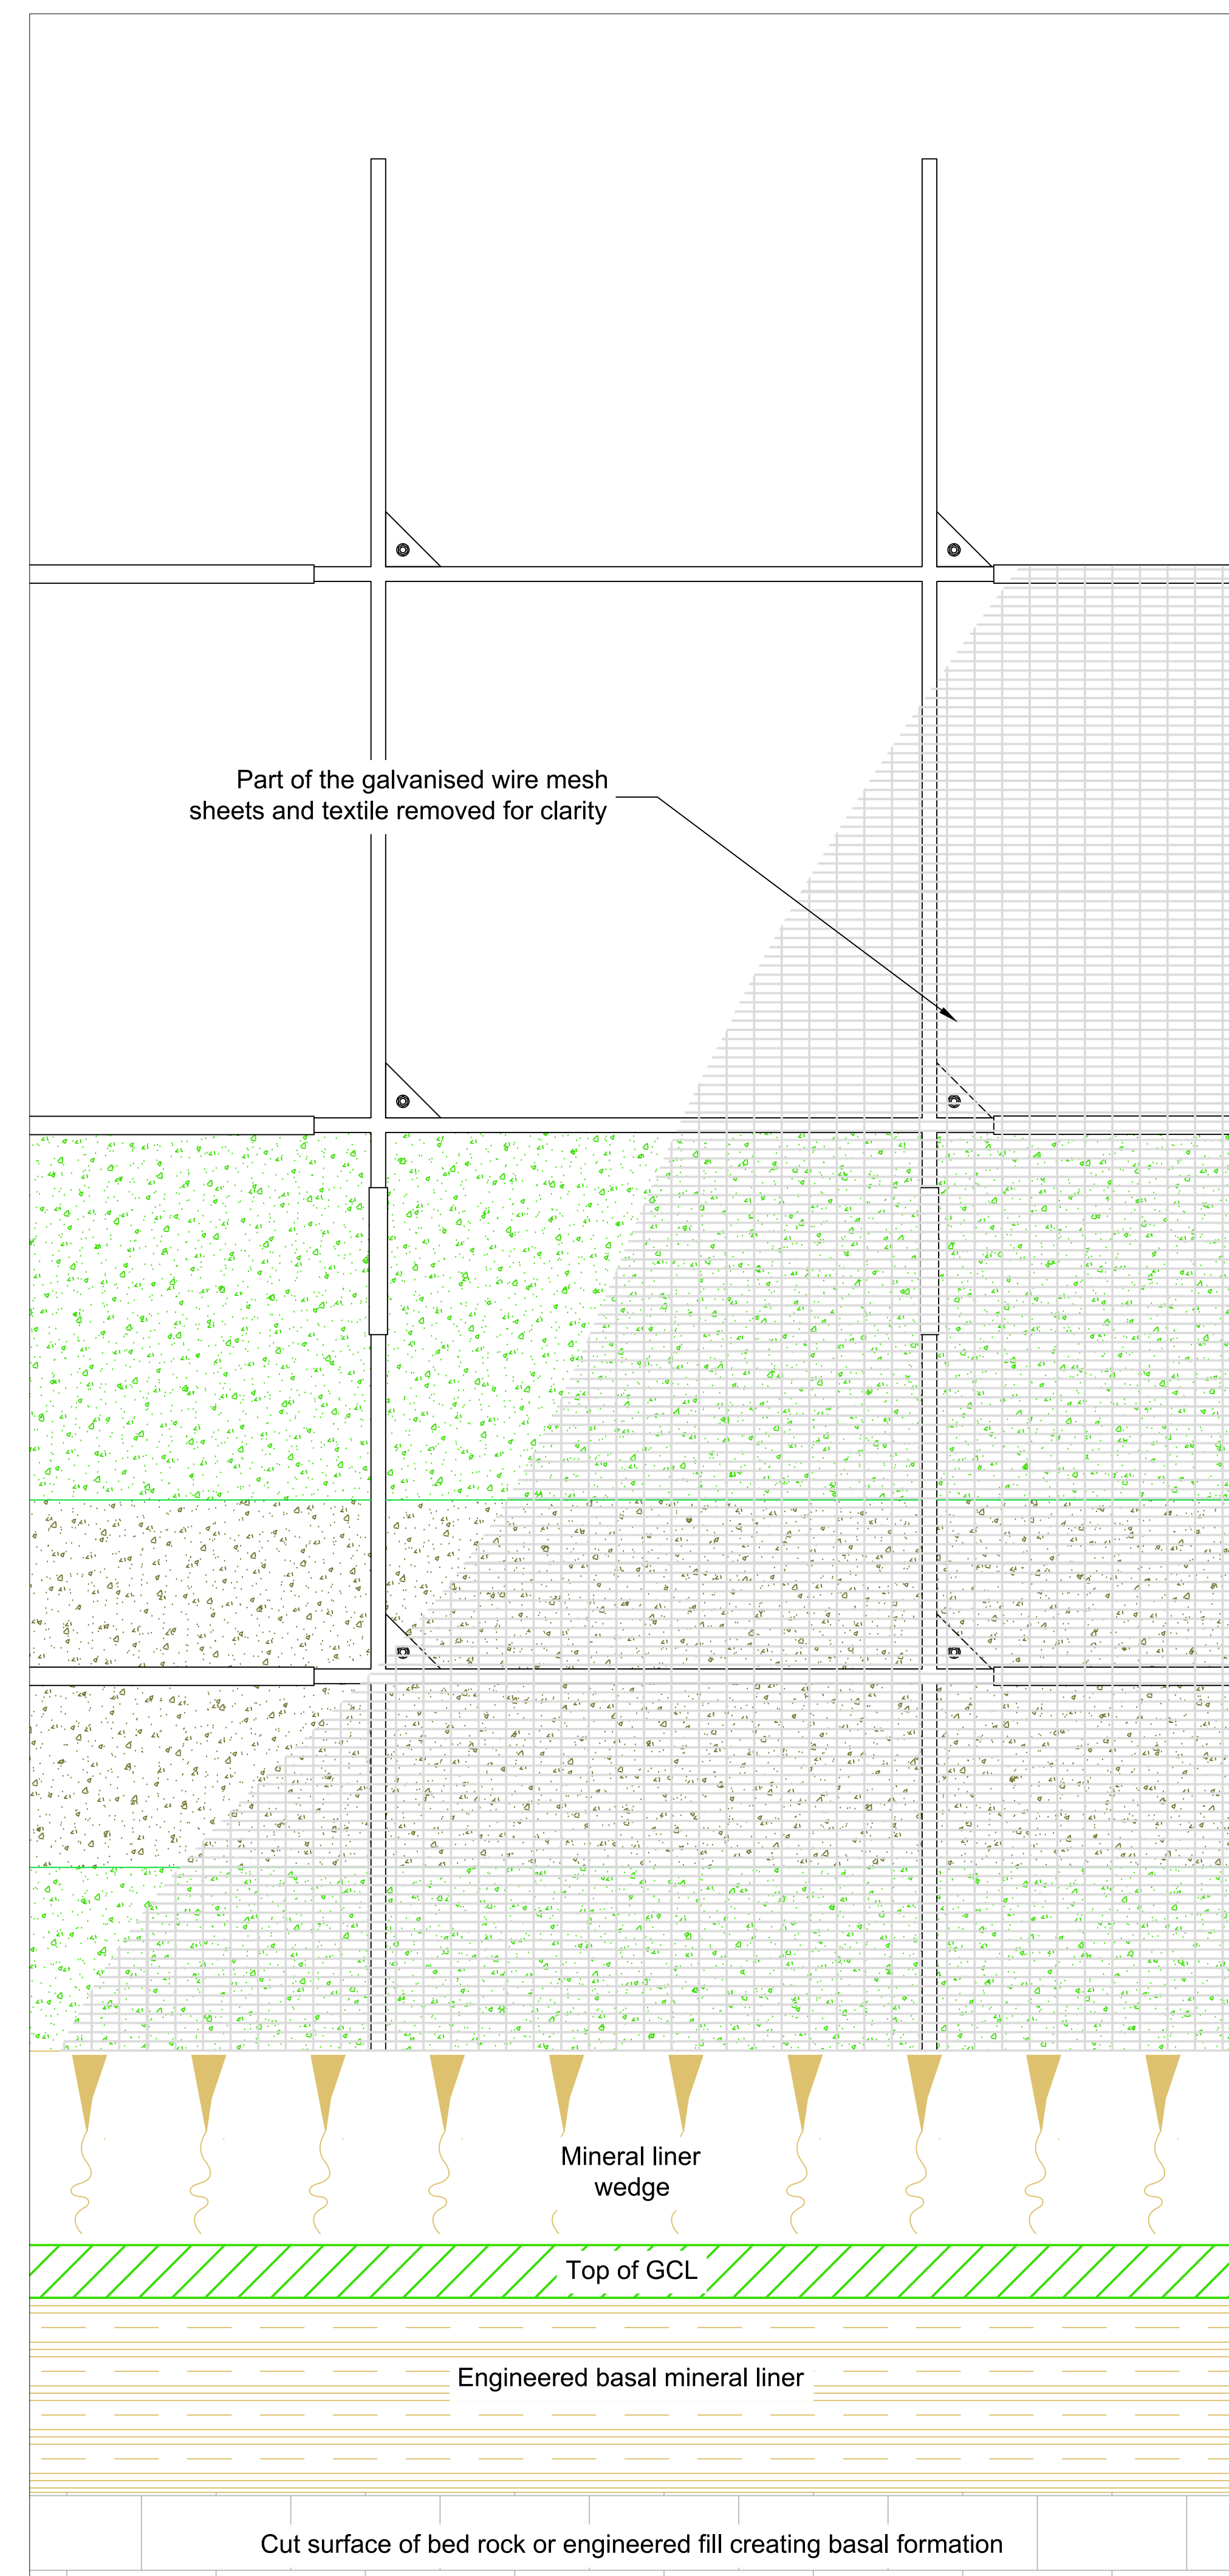 Part of the galvanised wire mesh
sheets and textile removed for clarity
Mineral liner
wedge
Top of GCL
Engineered basal mineral liner
Cut surface of bed rock or engineered fill creating basal formation